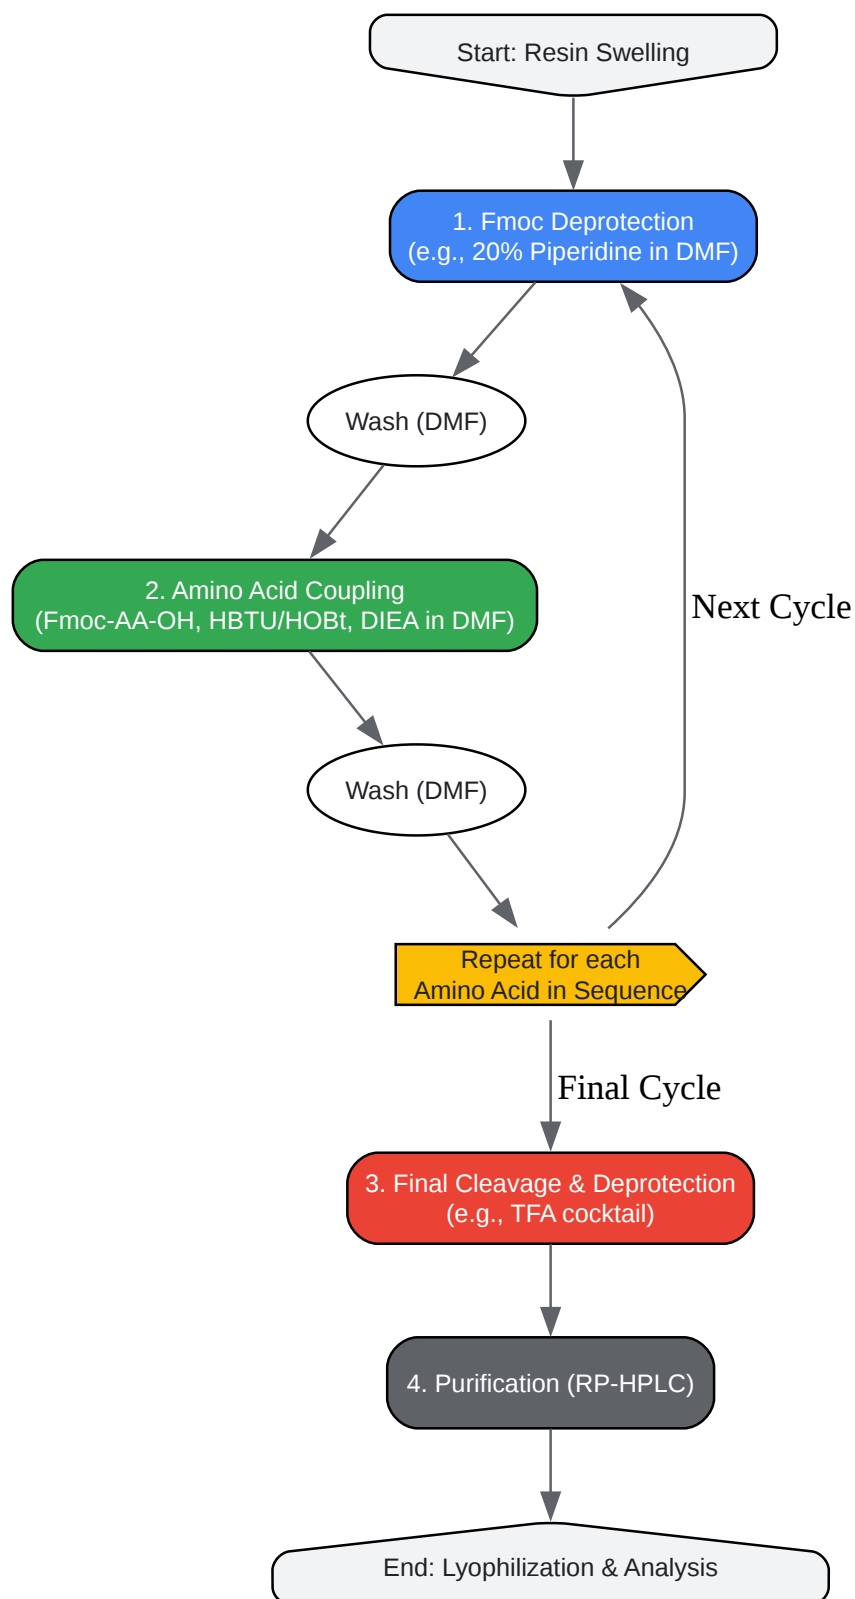 Start: Resin Swelling
1. Fmoc Deprotection
(e.g., 20% Piperidine in DMF)
Wash (DMF)
2. Amino Acid Coupling
(Fmoc-AA-OH, HBTU/HOBt, DIEA in DMF)
Next Cycle
Wash (DMF)
Repeat for each
Amino Acid in Sequence
Final Cycle
3. Final Cleavage & Deprotection
(e.g., TFA cocktail)
4. Purification (RP-HPLC)
End: Lyophilization & Analysis